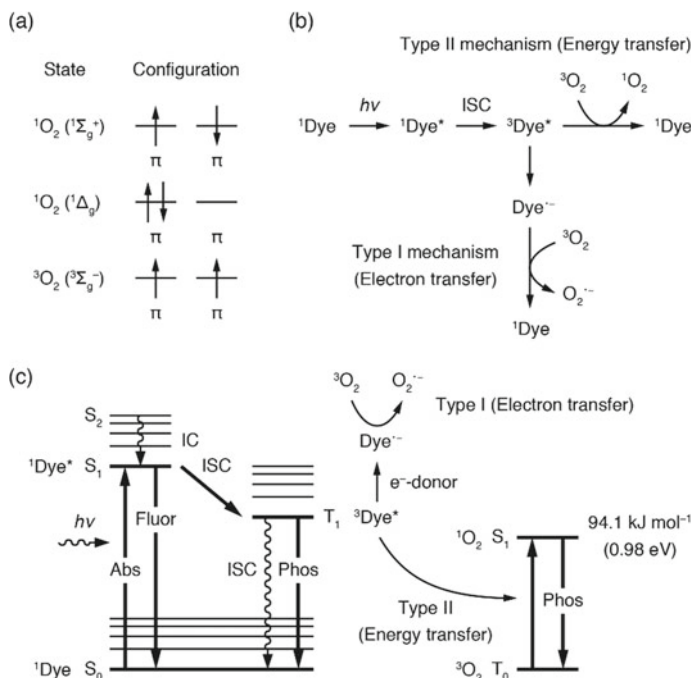 (a)
State Configuration
¹O₂ (¹Σg⁺)
π π
¹O₂ (¹Δg)
π π
³O₂ (³Σg⁻)
π π
(b)
Type II mechanism (Energy transfer)
³O₂ ¹O₂
¹Dye hν ¹Dye* ISC ³Dye* ¹Dye
Dye·⁻
Type I mechanism
(Electron transfer)
³O₂
O₂·⁻
¹Dye
(c)
S₂
IC
¹Dye* S₁
ISC
hν
Abs
Fluor
T₁
ISC
Phos
¹Dye S₀
³O₂ O₂·⁻
Type I (Electron transfer)
Dye·⁻
e⁻-donor
³Dye*
Type II
(Energy transfer)
¹O₂ S₁
94.1 kJ mol⁻¹
(0.98 eV)
Phos
³O₂ T₀